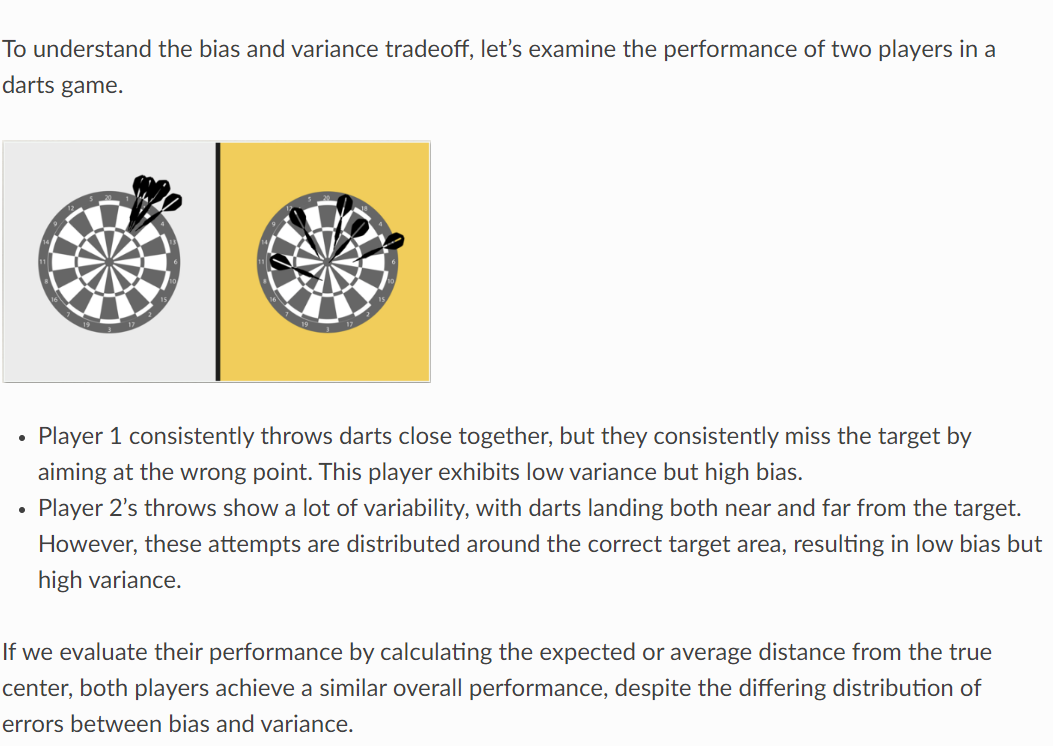 To understand the bias and variance tradeoff, let’s examine the performance of two players in a
darts game.
• Player 1 consistently throws darts close together, but they consistently miss the target by
aiming at the wrong point. This player exhibits low variance but high bias.
• Player 2’s throws show a lot of variability, with darts landing both near and far from the target.
However, these attempts are distributed around the correct target area, resulting in low bias but
high variance.
If we evaluate their performance by calculating the expected or average distance from the true
center, both players achieve a similar overall performance, despite the differing distribution of
errors between bias and variance.